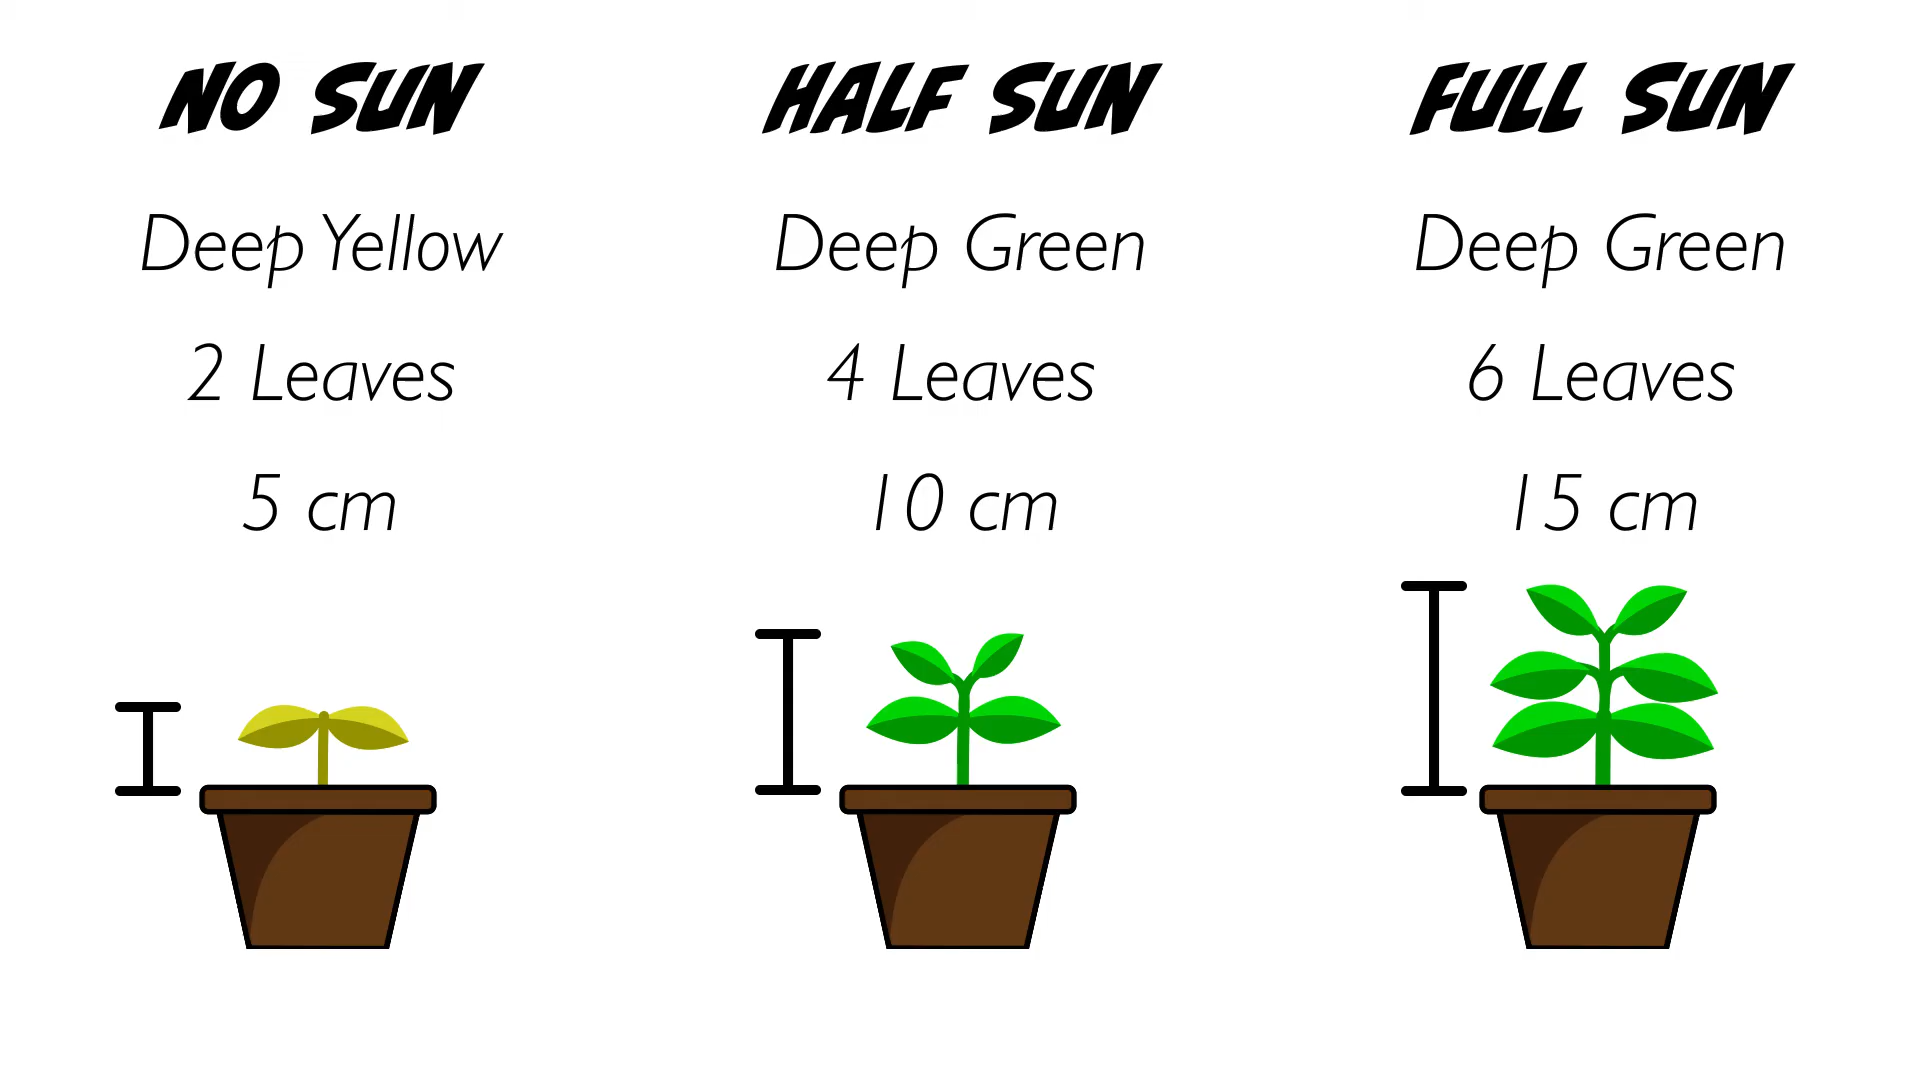 NO SUN
Deep Yellow
2 Leaves
5 cm
HALF SUN
Deep Green
4 Leaves
10 cm
FULL SUN
Deep Green
6 Leaves
15 cm